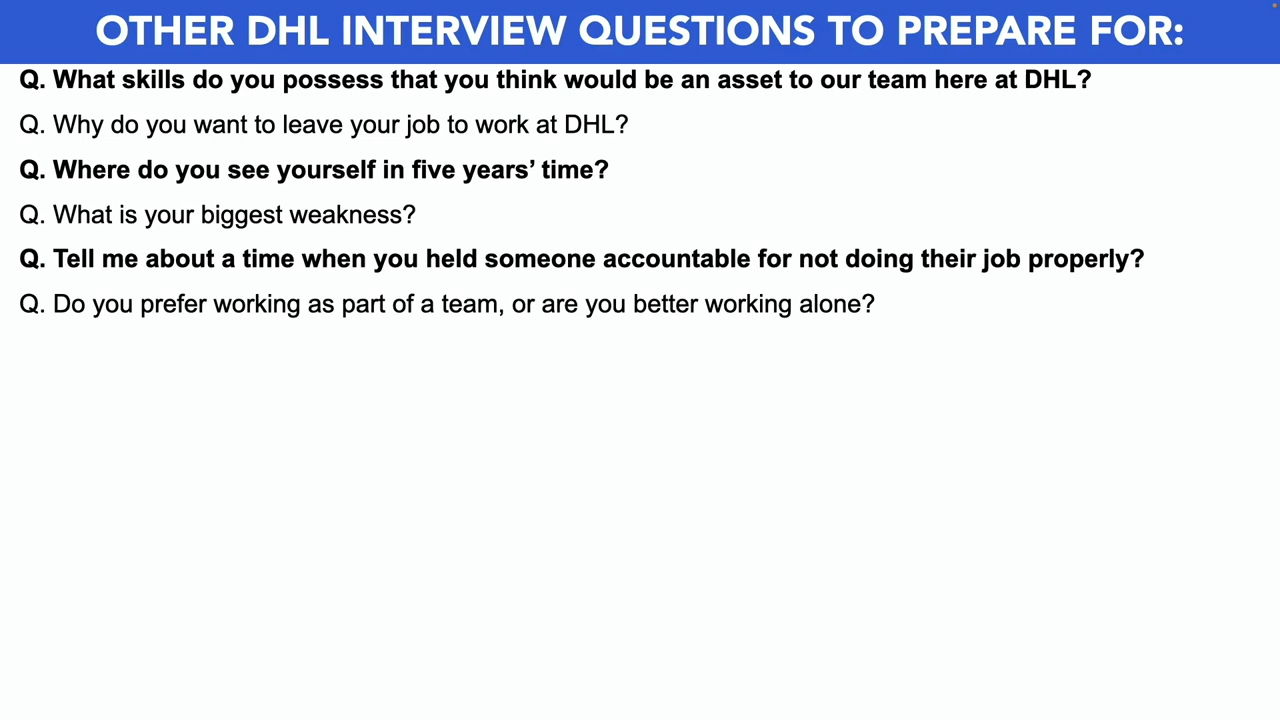 OTHER DHL INTERVIEW QUESTIONS TO PREPARE FOR:
Q. What skills do you possess that you think would be an asset to our team here at DHL?
Q. Why do you want to leave your job to work at DHL?
Q. Where do you see yourself in five years’ time?
Q. What is your biggest weakness?
Q. Tell me about a time when you held someone accountable for not doing their job properly?
Q. Do you prefer working as part of a team, or are you better working alone?